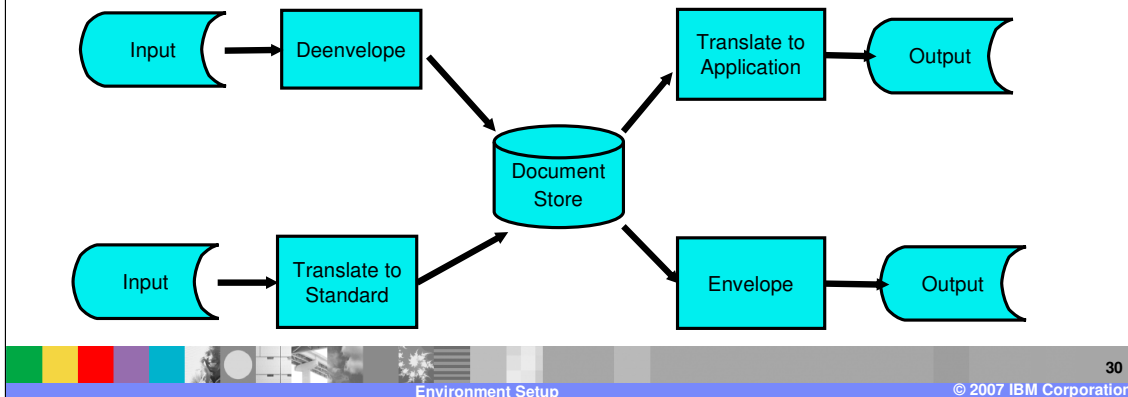 Input
Deenvelope
Translate to
Application
Output
Document
Store
Input
Translate to
Standard
Envelope
Output
30
Environment Setup
© 2007 IBM Corporation